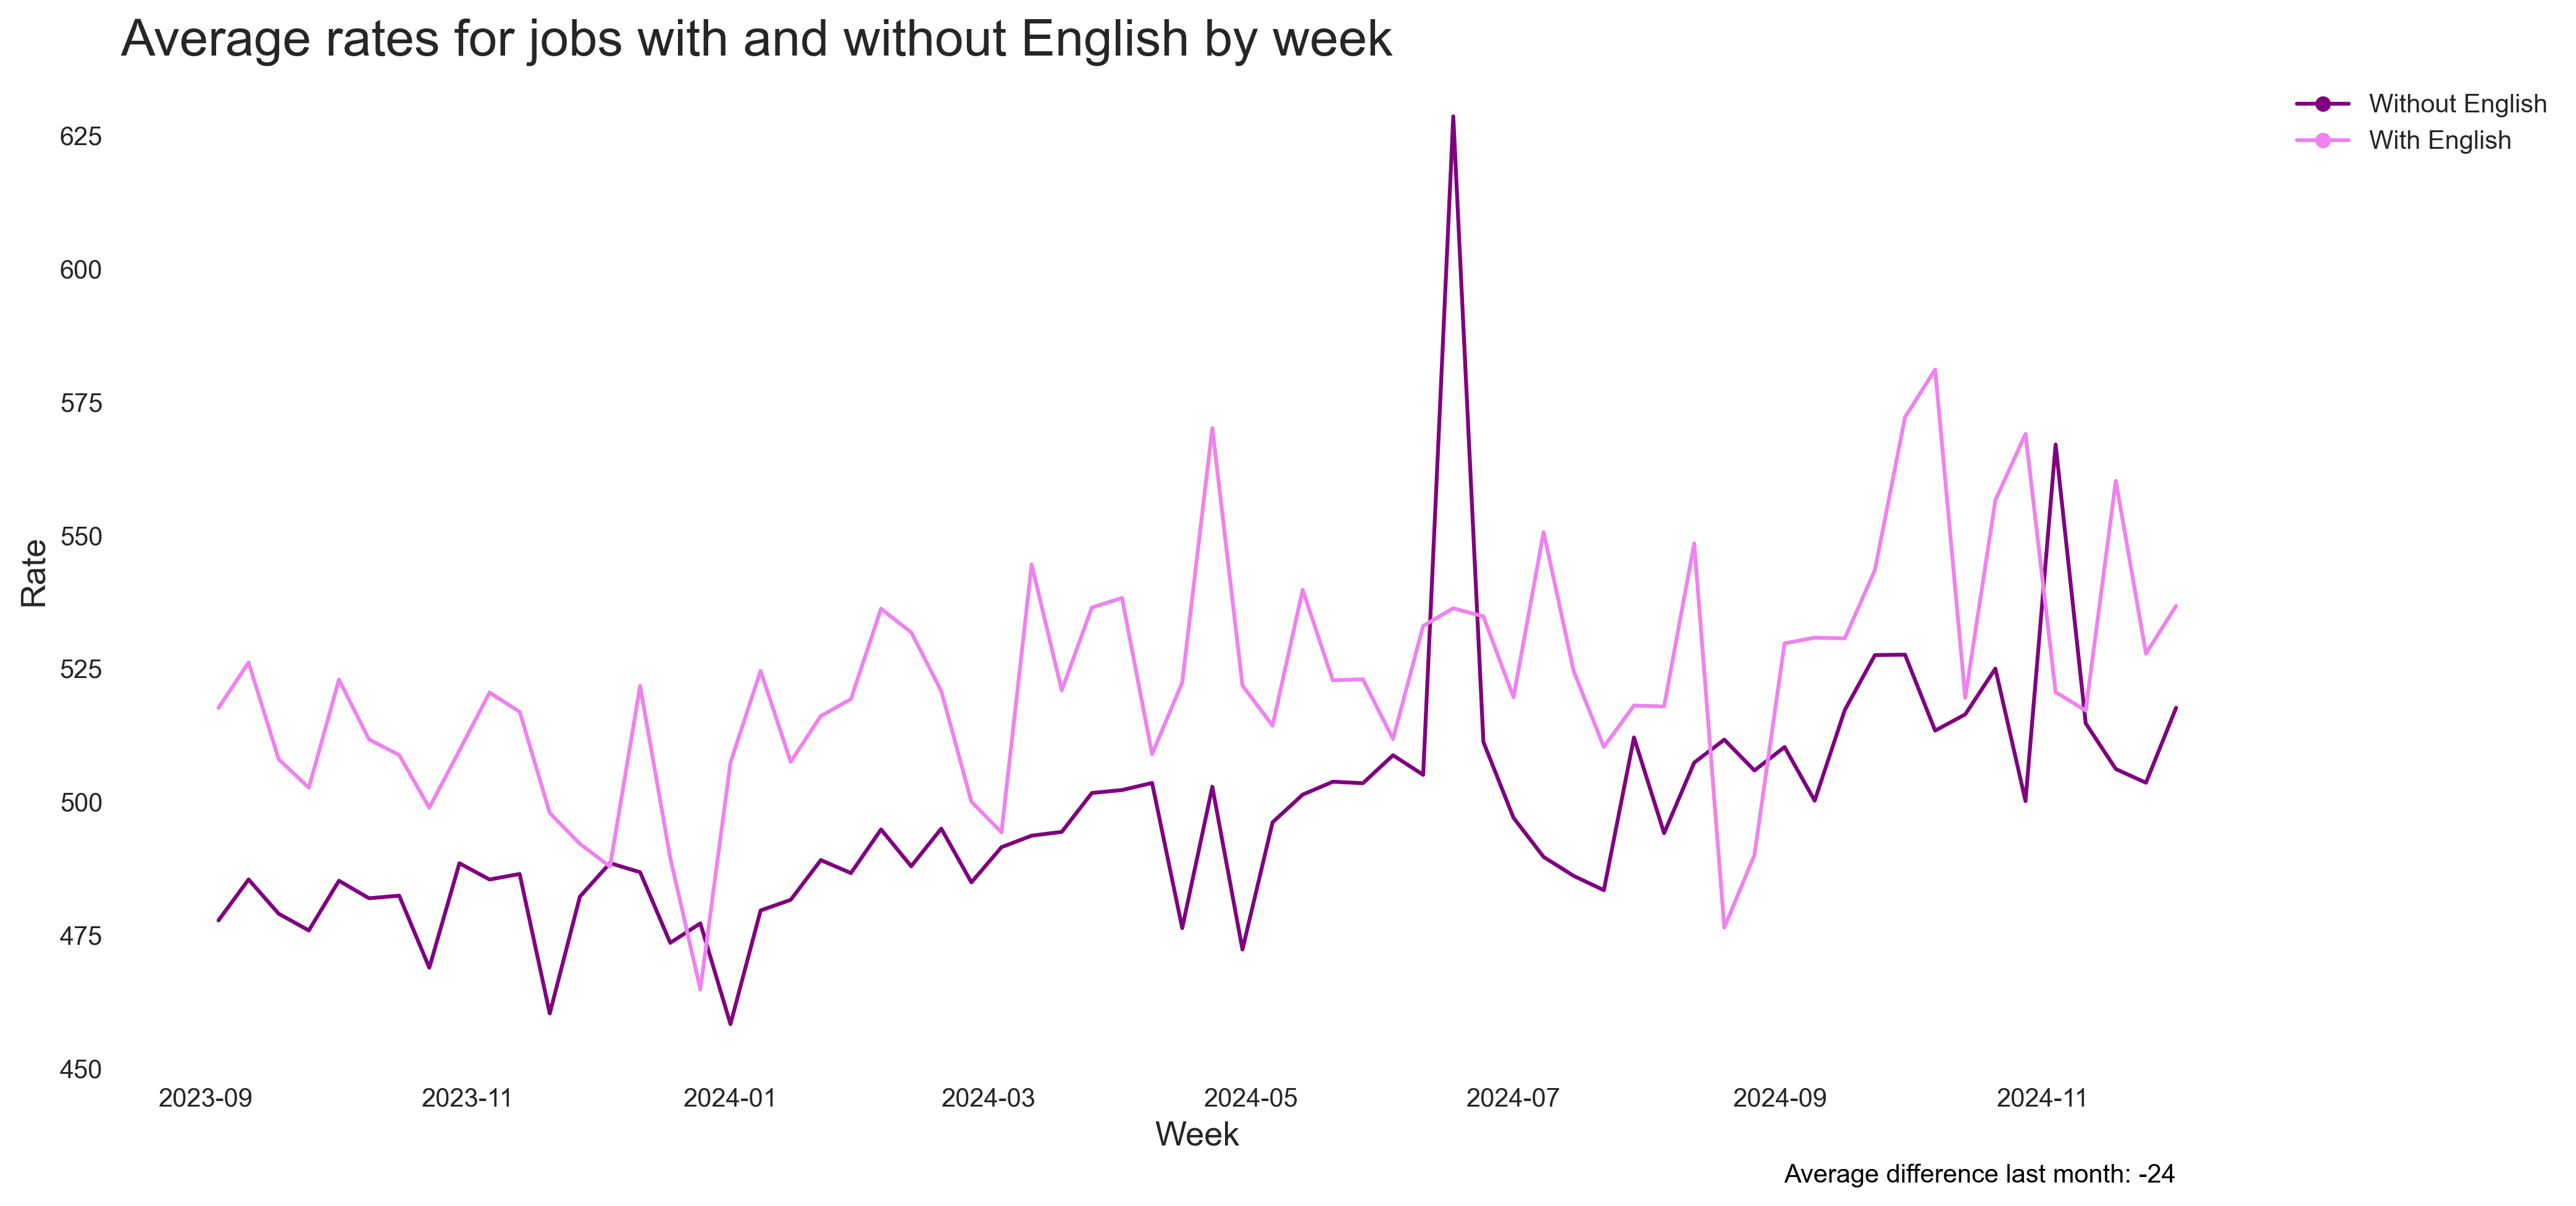 Average rates for jobs with and without English by week
Without English
With English
625
600
575
550
525
500
475
450
Rate
2023-09
2023-11
2024-01
2024-03
2024-05
2024-07
2024-09
2024-11
Week
Average difference last month: -24